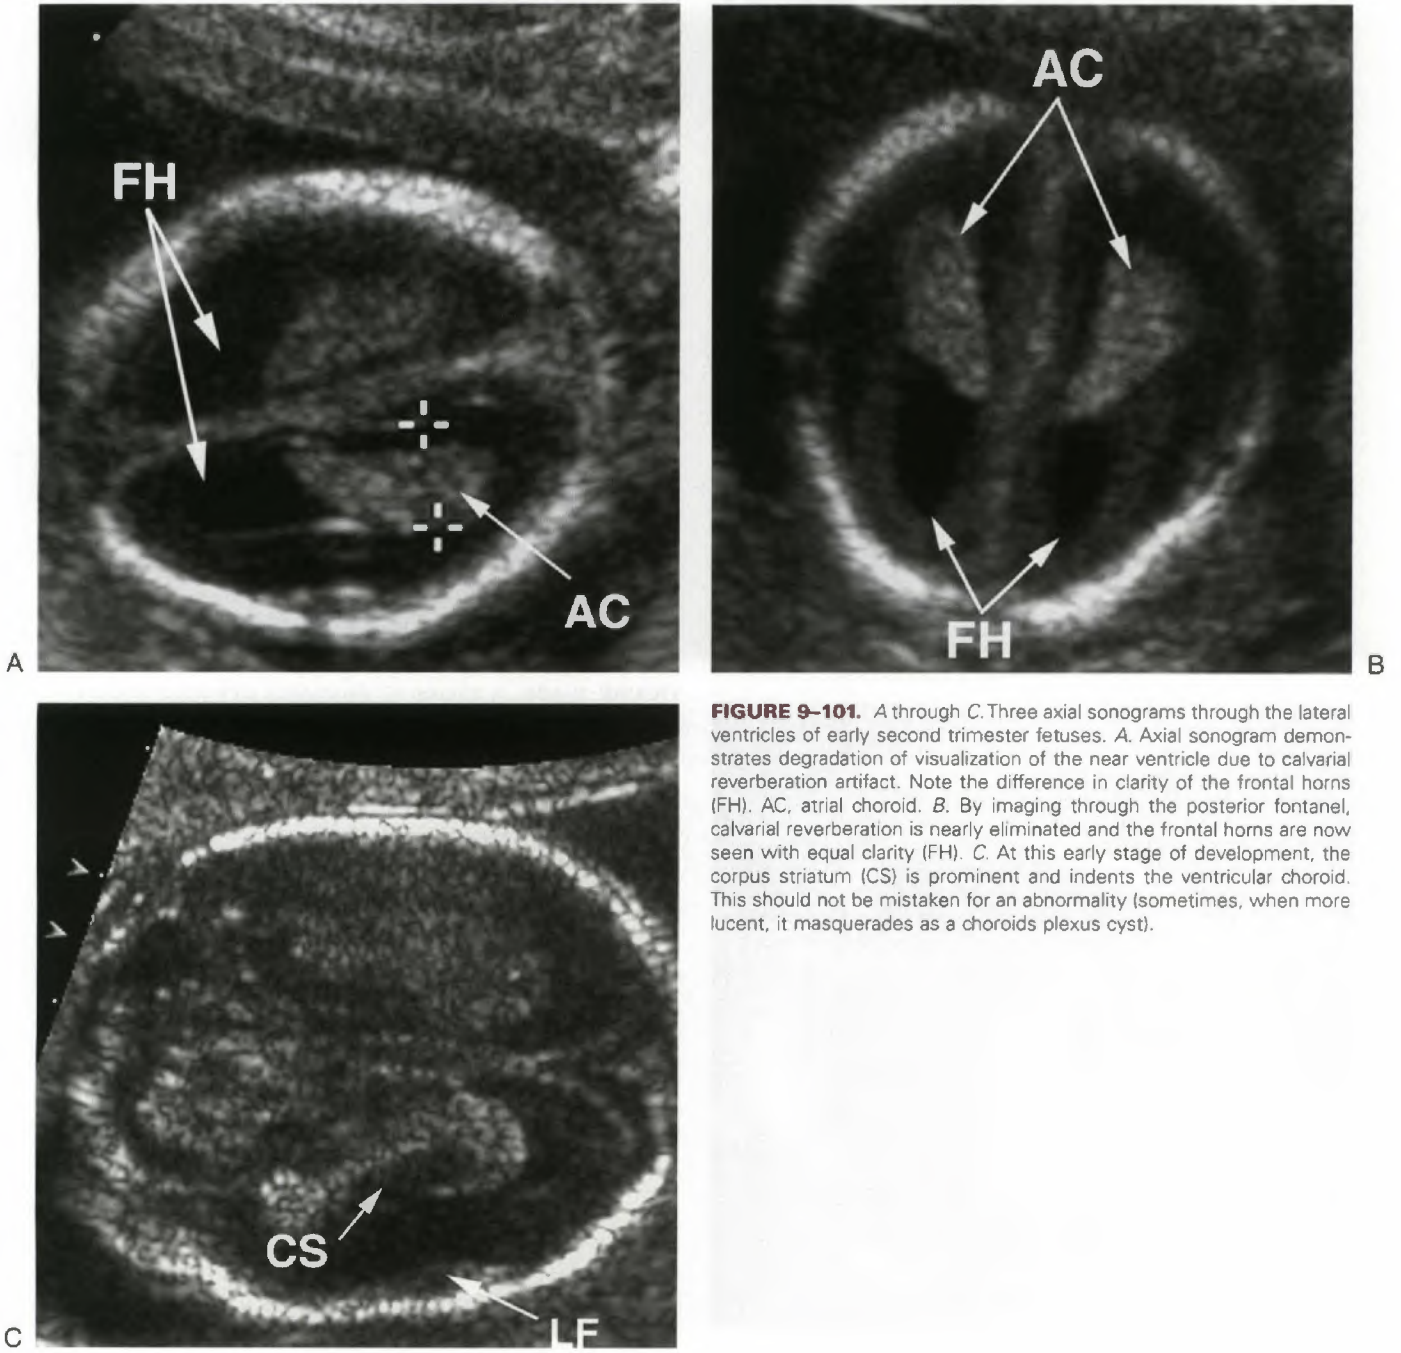 FH
AC
A
AC
FH
B
CS
LF
C
FIGURE 9–101. A through C. Three axial sonograms through the lateral
ventricles of early second trimester fetuses. A. Axial sonogram demon-
strates degradation of visualization of the near ventricle due to calvarial
reverberation artifact. Note the difference in clarity of the frontal horns
(FH). AC, atrial choroid. B. By imaging through the posterior fontanel,
calvarial reverberation is nearly eliminated and the frontal horns are now
seen with equal clarity (FH). C. At this early stage of development, the
corpus striatum (CS) is prominent and indents the ventricular choroid.
This should not be mistaken for an abnormality (sometimes, when more
lucent, it masquerades as a choroids plexus cyst).